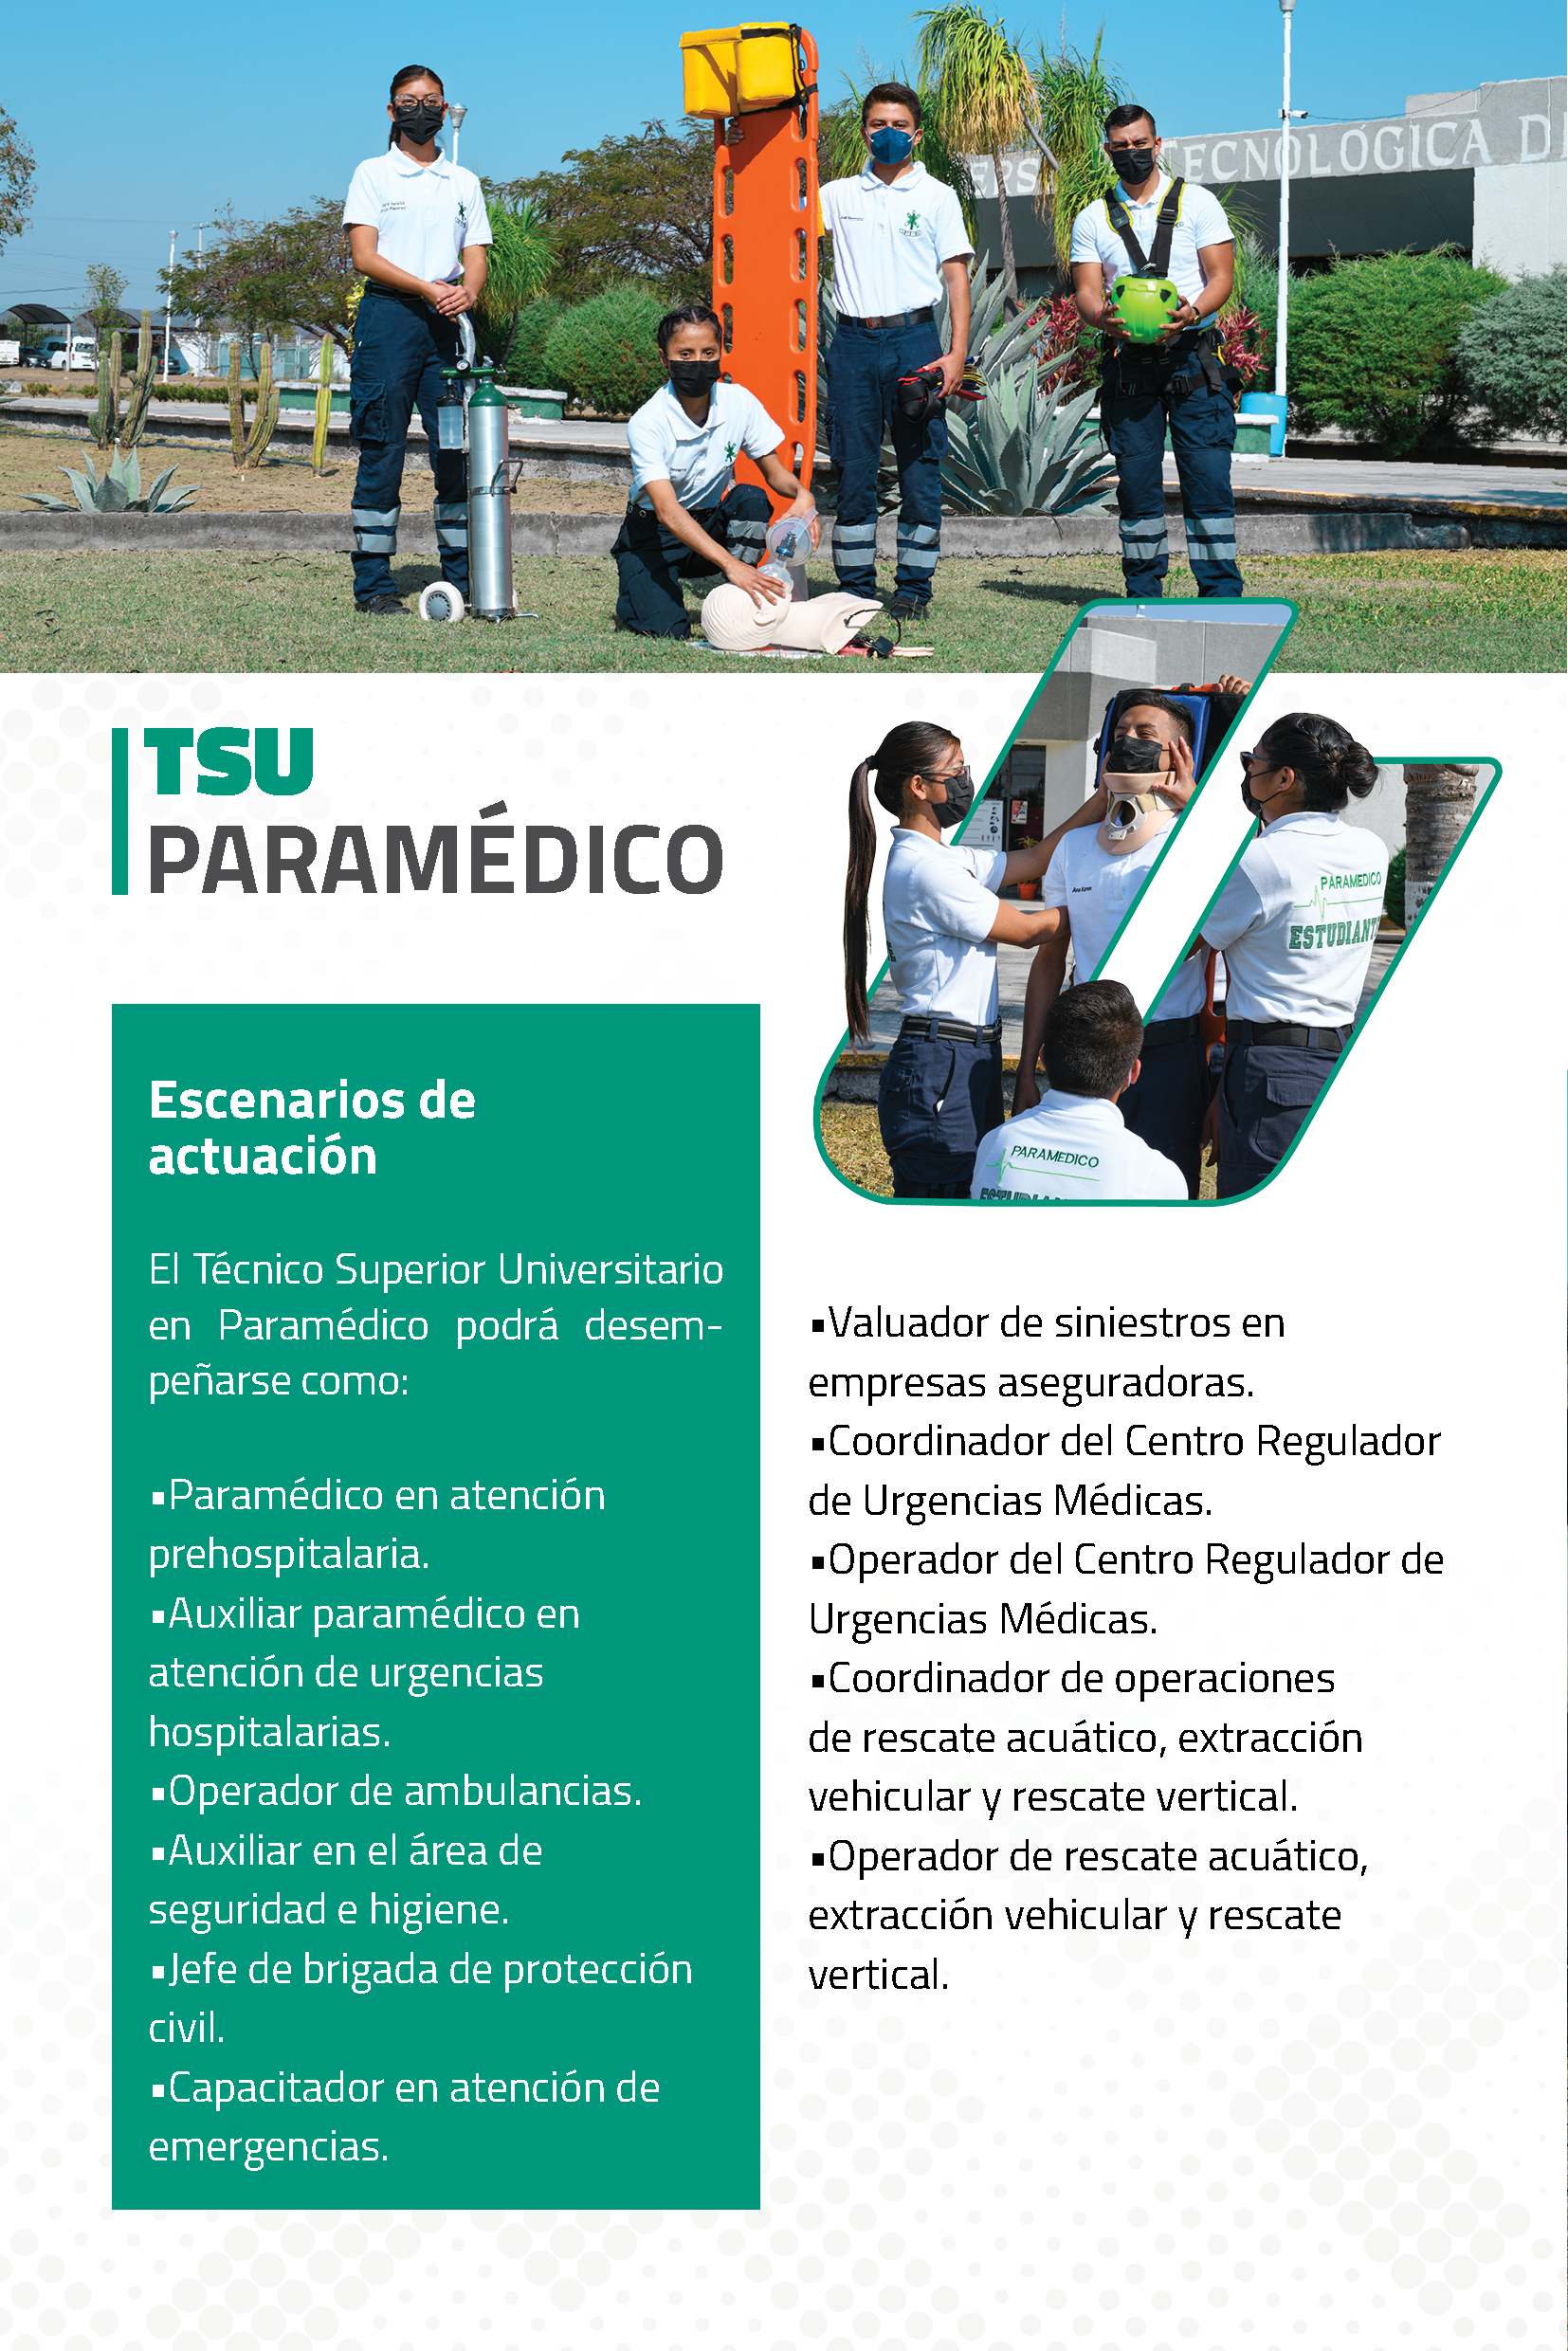 TECNOLÓGICA D
TSU
PARAMÉDICO
PARAMEDICO
ESTUDIANT
PARAMEDICO
Escenarios de
actuación
El Técnico Superior Universitario
en Paramédico podrá desem-
peñarse como:
▪Paramédico en atención
prehospitalaria.
▪Auxiliar paramédico en
atención de urgencias
hospitalarias.
▪Operador de ambulancias.
▪Auxiliar en el área de
seguridad e higiene.
▪Jefe de brigada de protección
civil.
▪Capacitador en atención de
emergencias.
▪Valuador de siniestros en
empresas aseguradoras.
▪Coordinador del Centro Regulador
de Urgencias Médicas.
▪Operador del Centro Regulador de
Urgencias Médicas.
▪Coordinador de operaciones
de rescate acuático, extracción
vehicular y rescate vertical.
▪Operador de rescate acuático,
extracción vehicular y rescate
vertical.